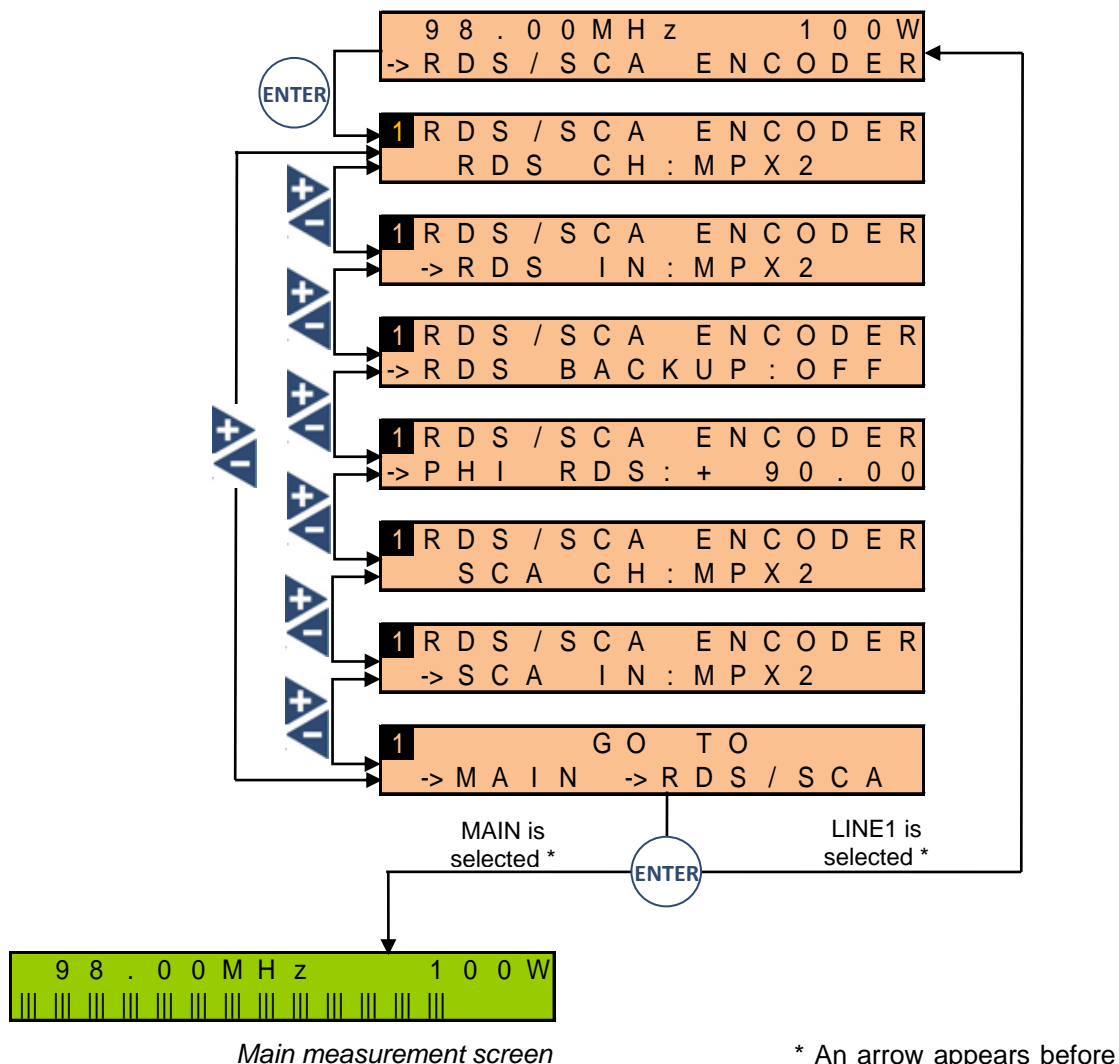 98.00MHz 100W
->RDS/SCA ENCODER
ENTER
1 RDS/SCA ENCODER
RDS CH:MPX2
+
-
1 RDS/SCA ENCODER
->RDS IN:MPX2
+
-
1 RDS/SCA ENCODER
->RDS BACKUP:OFF
+
-
+
-
1 RDS/SCA ENCODER
->PHI RDS:+ 90.00
+
-
1 RDS/SCA ENCODER
SCA CH:MPX2
+
-
1 RDS/SCA ENCODER
->SCA IN:MPX2
+
-
1 GO TO
->MAIN ->RDS/SCA
MAIN is
selected *
ENTER
LINE1 is
selected *
98.00MHz 100W
Main measurement screen
* An arrow appears before